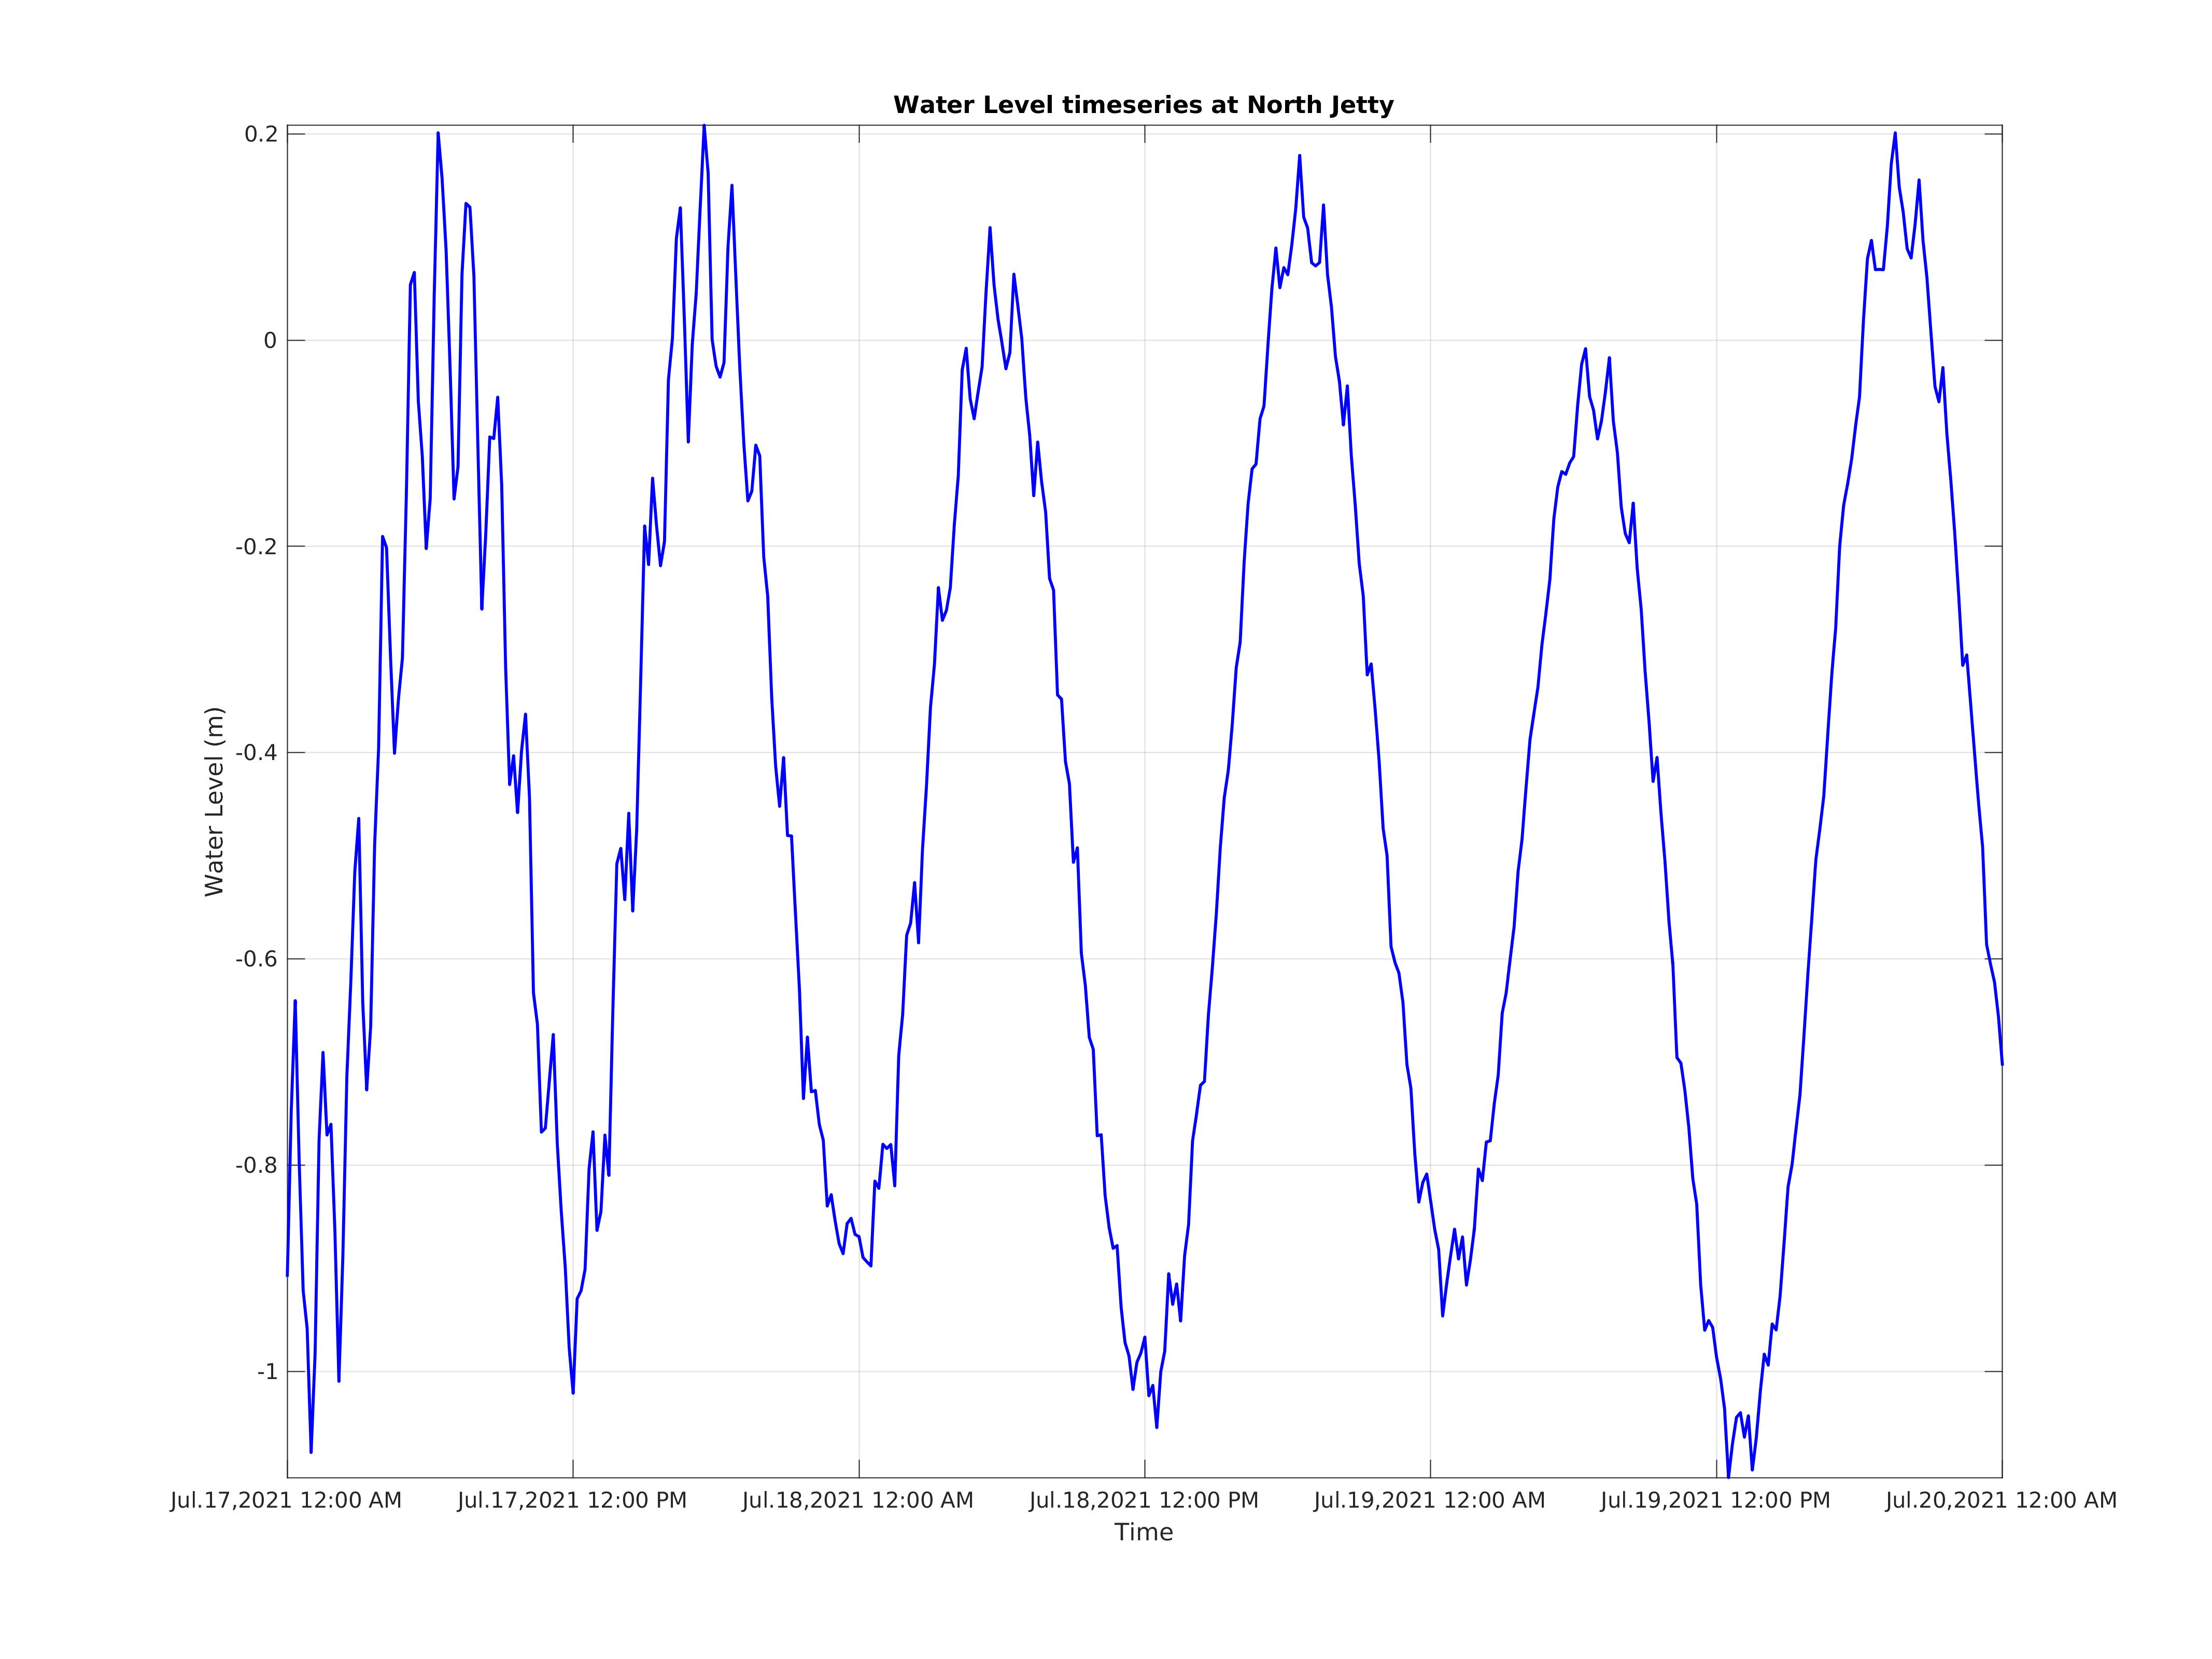 Water Level timeseries at North Jetty
0.2
0
-0.2
-0.4
-0.6
-0.8
-1
Water Level (m)
Jul.17,2021 12:00 AM Jul.17,2021 12:00 PM Jul.18,2021 12:00 AM Jul.18,2021 12:00 PM Jul.19,2021 12:00 AM Jul.19,2021 12:00 PM Jul.20,2021 12:00 AM
Time